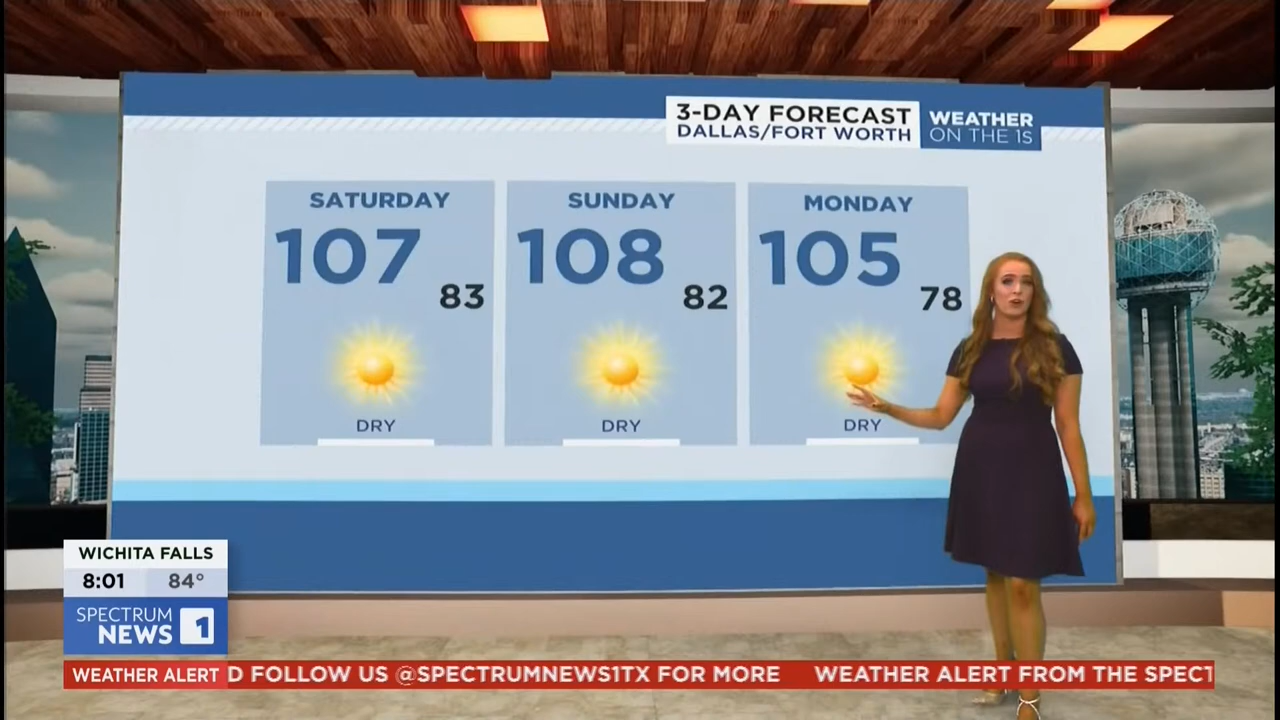 3-DAY FORECAST
DALLAS/FORT WORTH
WEATHER
ON THE 1S
SATURDAY
107
83
DRY
SUNDAY
108
82
DRY
MONDAY
105
78
DRY
WICHITA FALLS
8:01 84°
SPECTRUM
NEWS 1
WEATHER ALERT D FOLLOW US @SPECTRUMNEWS1TX FOR MORE WEATHER ALERT FROM THE SPECT